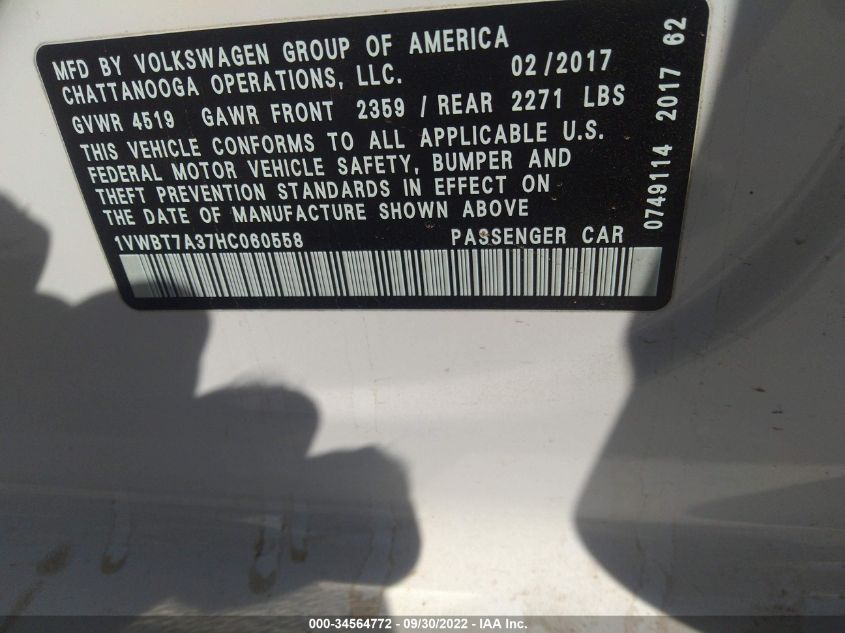 MFD BY VOLKSWAGEN GROUP OF AMERICA
CHATTANOOGA OPERATIONS, LLC. 02/2017
GVWR 4519 GAWR FRONT 2359 / REAR 2271 LBS
THIS VEHICLE CONFORMS TO ALL APPLICABLE U.S.
FEDERAL MOTOR VEHICLE SAFETY, BUMPER AND
THEFT PREVENTION STANDARDS IN EFFECT ON
THE DATE OF MANUFACTURE SHOWN ABOVE
1VWBT7A37HC060558 PASSENGER CAR
0749114 2017 62
000-34564772 - 09/30/2022 - IAA Inc.